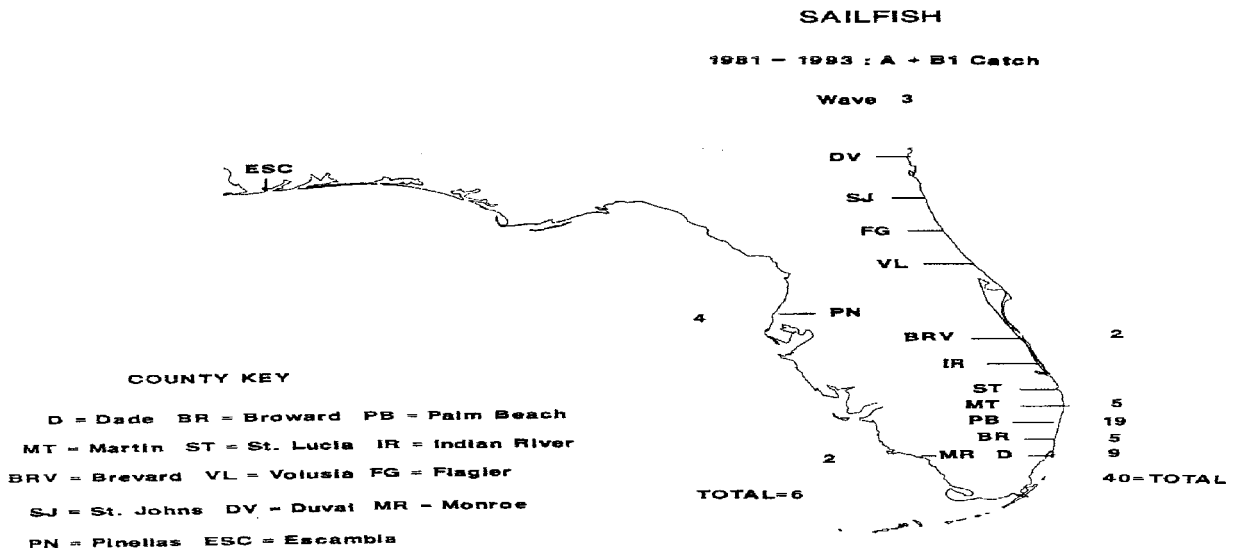 SAILFISH
1981 - 1993 : A + B1 Catch
Wave 3
ESC
DV
SJ
FG
VL
4
PN
BRV 2
IR
ST
MT 5
PB 19
BR 5
2
MR D 9
TOTAL=6
40=TOTAL
COUNTY KEY
D = Dade BR = Broward PB = Palm Beach
MT = Martin ST = St. Lucia IR = Indian River
BRV = Brevard VL = Volusia FG = Flagler
SJ = St. Johns DV = Duval MR = Monroe
PN = Pinellas ESC = Escambia